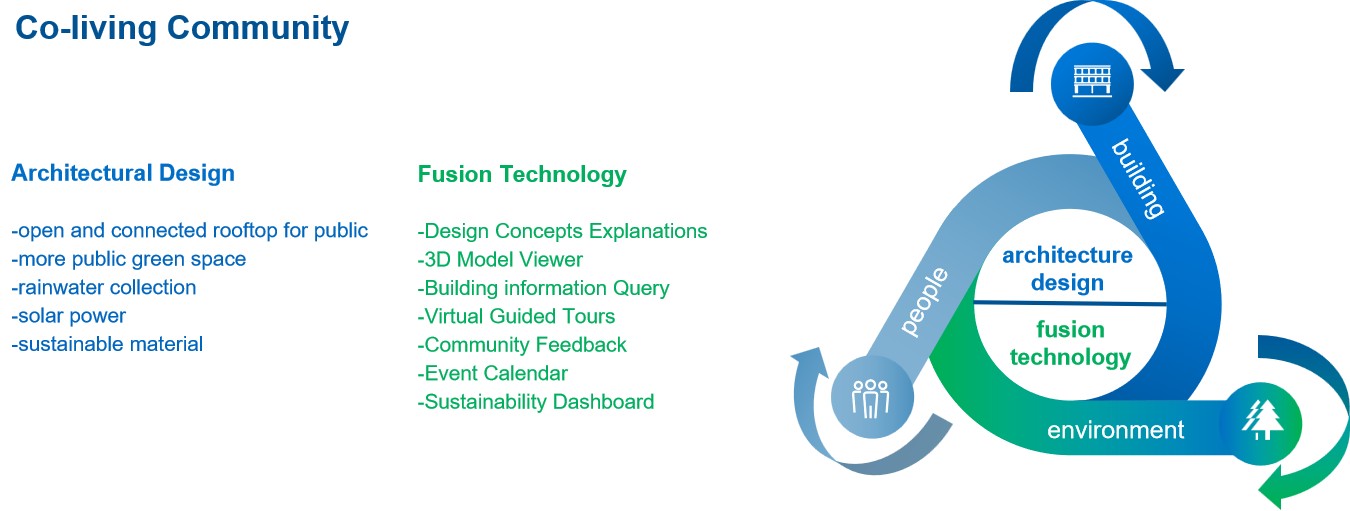 Co-living Community
Architectural Design
-open and connected rooftop for public
-more public green space
-rainwater collection
-solar power
-sustainable material
Fusion Technology
-Design Concepts Explanations
-3D Model Viewer
-Building information Query
-Virtual Guided Tours
-Community Feedback
-Event Calendar
-Sustainability Dashboard
building
people
architecture
design
fusion
technology
environment